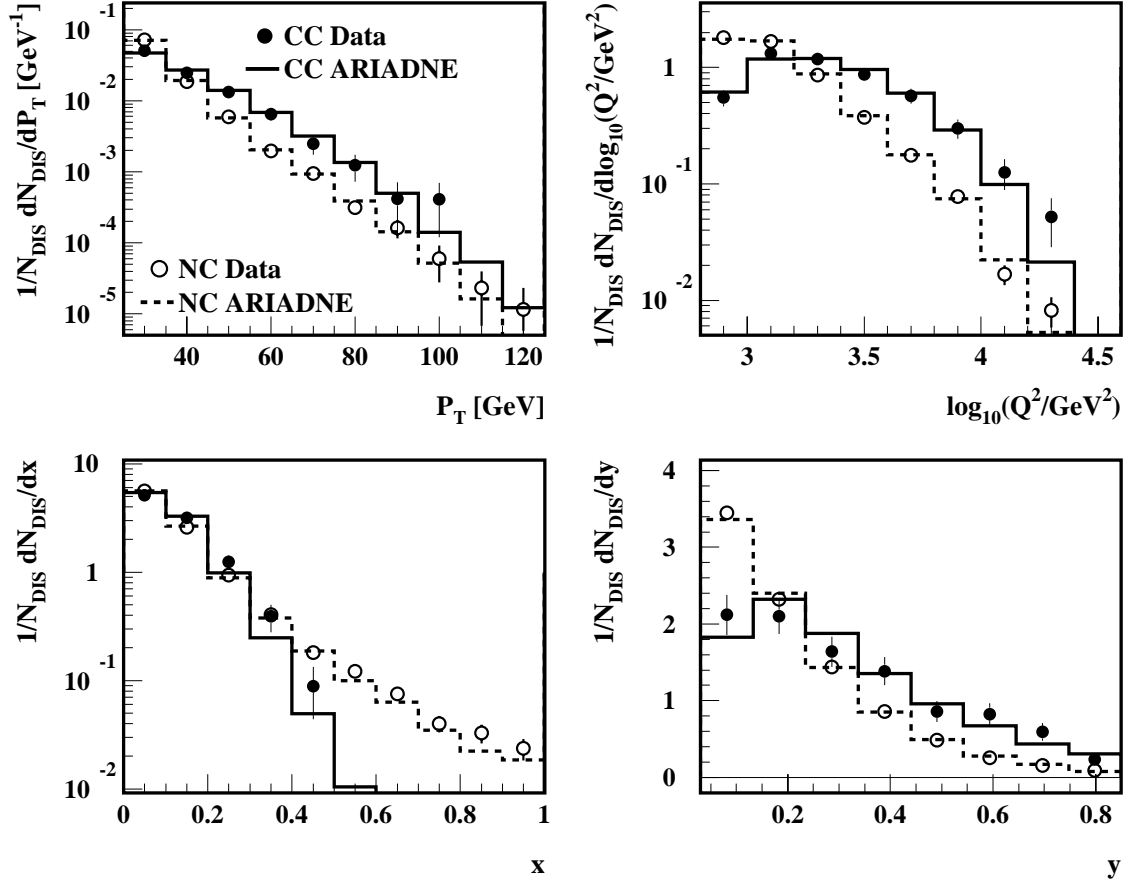 1/N_DIS dN_DIS/dP_T [GeV^-1]
10^-1
10^-2
10^-3
10^-4
10^-5
CC Data
CC ARIADNE
NC Data
NC ARIADNE
40 60 80 100 120
P_T [GeV]
1/N_DIS dN_DIS/dlog_10(Q^2/GeV^2)
1
10^-1
10^-2
3 3.5 4 4.5
log_10(Q^2/GeV^2)
1/N_DIS dN_DIS/dx
10
1
10^-1
10^-2
0 0.2 0.4 0.6 0.8 1
x
1/N_DIS dN_DIS/dy
4
3
2
1
0
0.2 0.4 0.6 0.8
y